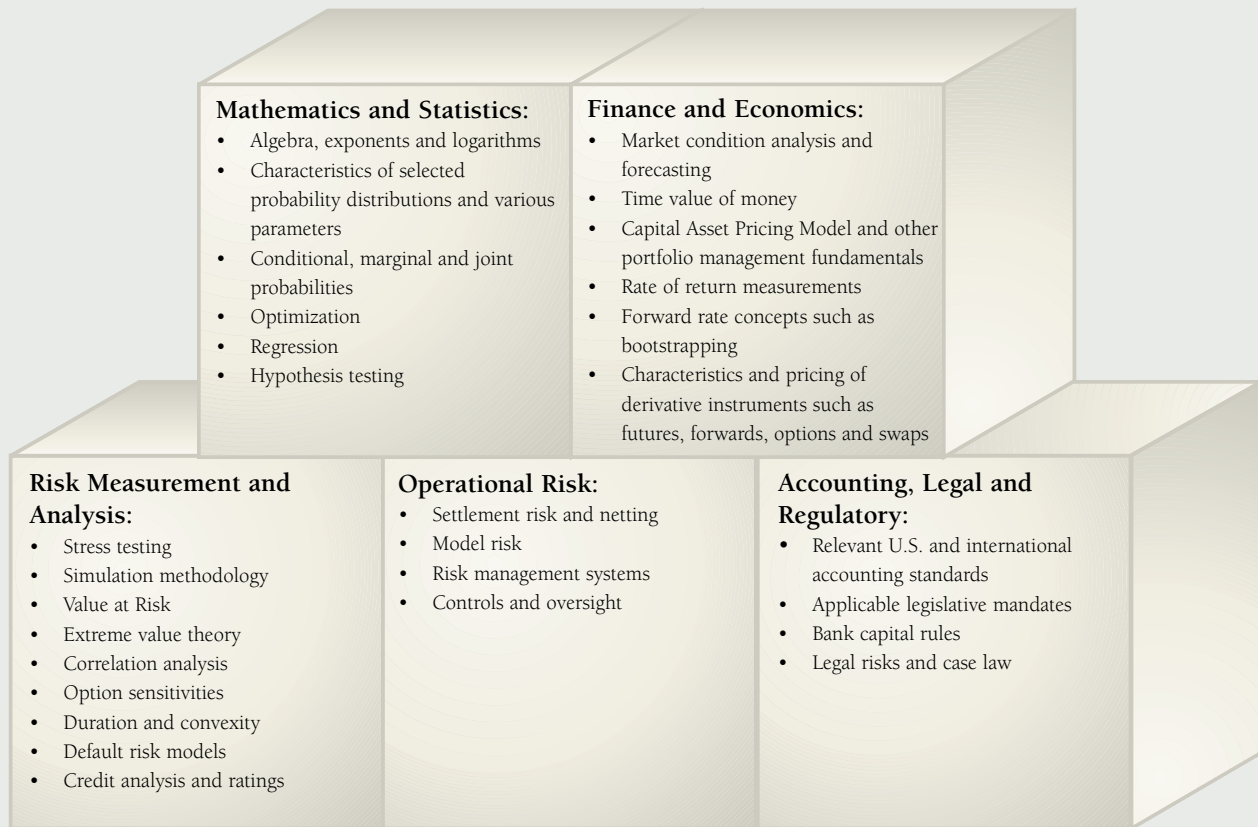 Mathematics and Statistics:
• Algebra, exponents and logarithms
• Characteristics of selected
probability distributions and various
parameters
• Conditional, marginal and joint
probabilities
• Optimization
• Regression
• Hypothesis testing
Finance and Economics:
• Market condition analysis and
forecasting
• Time value of money
• Capital Asset Pricing Model and other
portfolio management fundamentals
• Rate of return measurements
• Forward rate concepts such as
bootstrapping
• Characteristics and pricing of
derivative instruments such as
futures, forwards, options and swaps
Risk Measurement and
Analysis:
• Stress testing
• Simulation methodology
• Value at Risk
• Extreme value theory
• Correlation analysis
• Option sensitivities
• Duration and convexity
• Default risk models
• Credit analysis and ratings
Operational Risk:
• Settlement risk and netting
• Model risk
• Risk management systems
• Controls and oversight
Accounting, Legal and
Regulatory:
• Relevant U.S. and international
accounting standards
• Applicable legislative mandates
• Bank capital rules
• Legal risks and case law